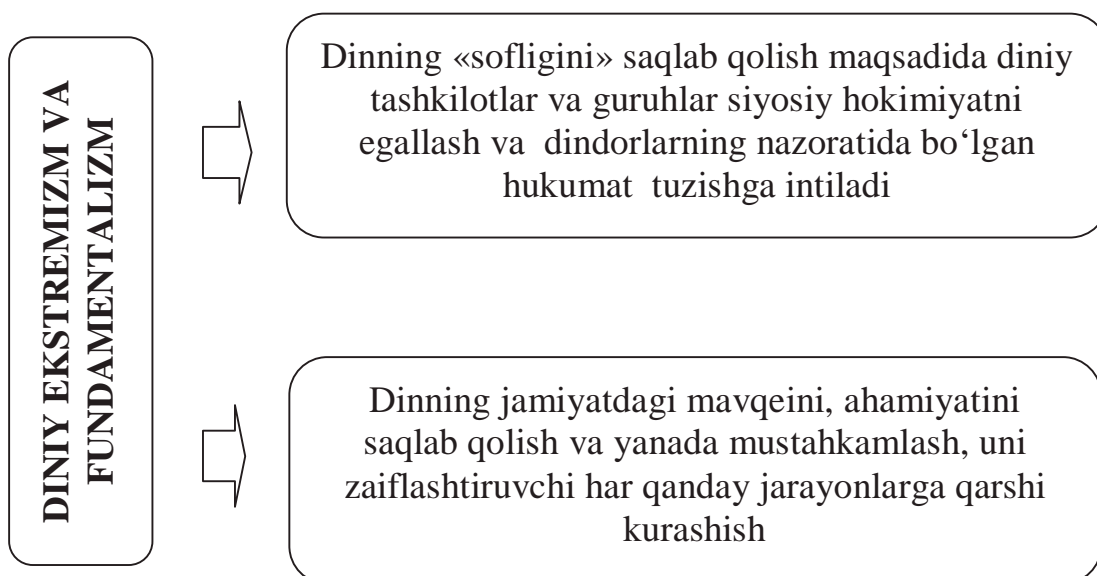 DINIY EKSTREMIZM VA
FUNDAMENTALIZM
Dinning «sofligini» saqlab qolish maqsadida diniy
tashkilotlar va guruhlar siyosiy hokimiyatni
egallash va dindorlarning nazoratida bo‘lgan
hukumat tuzishga intiladi
Dinning jamiyatdagi mavqeini, ahamiyatini
saqlab qolish va yanada mustahkamlash, uni
zaiflashtiruvchi har qanday jarayonlarga qarshi
kurashish